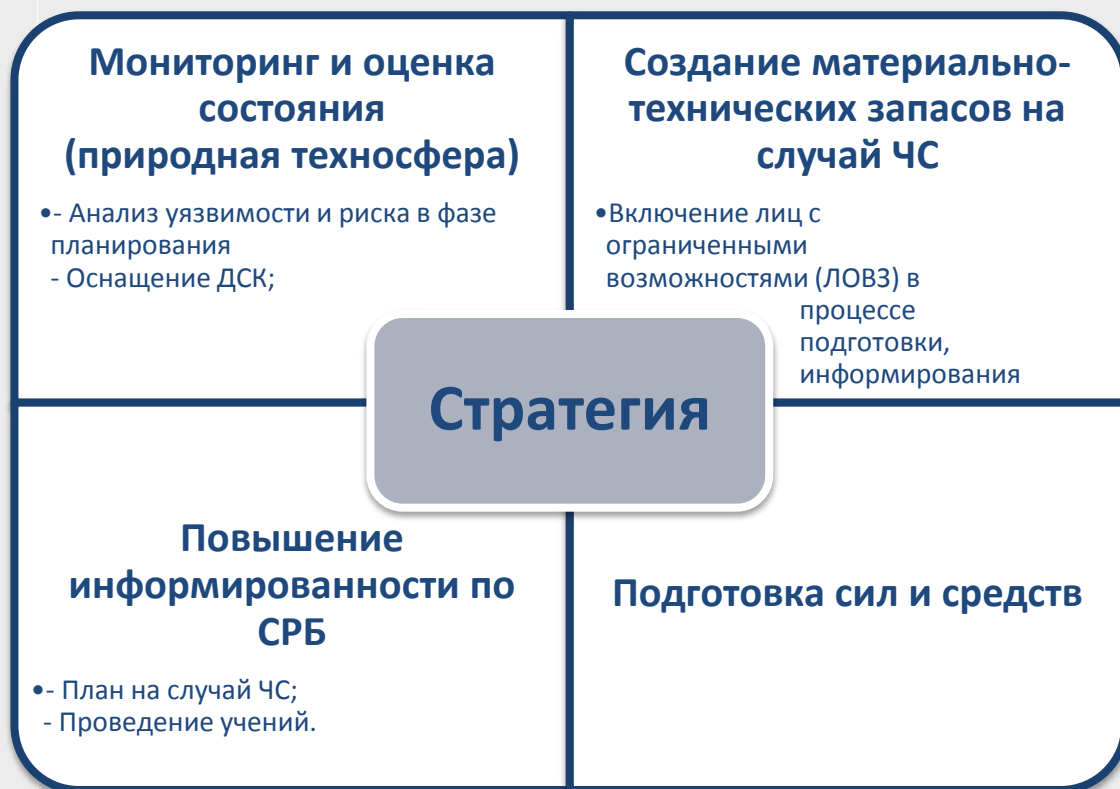 Мониторинг и оценка
состояния
(природная техносфера)
•- Анализ уязвимости и риска в фазе
планирования
- Оснащение ДСК;
Создание материально-
технических запасов на
случай ЧС
•Включение лиц с
ограниченными
возможностями (ЛОВЗ) в
процессе
подготовки,
информирования
Стратегия
Повышение
информированности по
СРБ
•- План на случай ЧС;
- Проведение учений.
Подготовка сил и средств